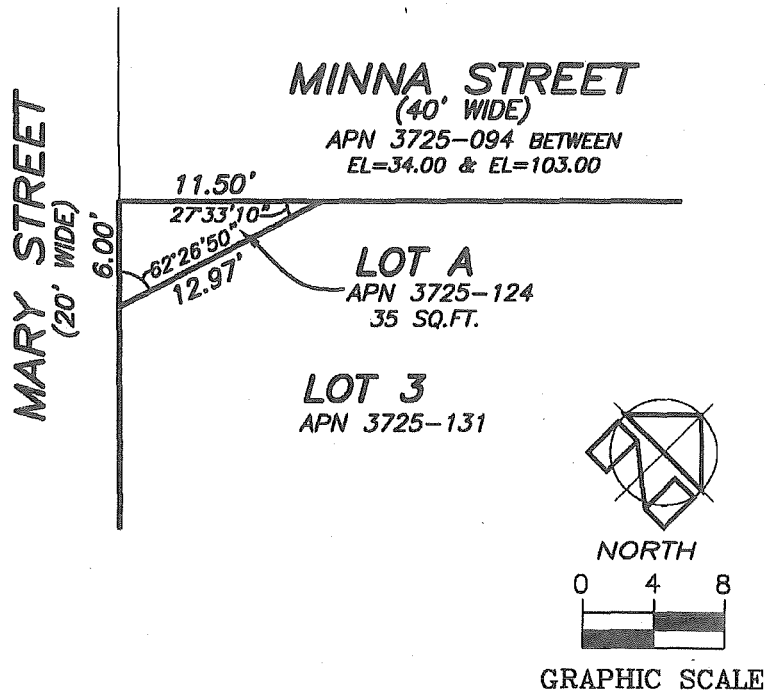 MINNA STREET
(40' WIDE)
APN 3725-094 BETWEEN
EL=34.00 & EL=103.00
MARY STREET
(20' WIDE)
11.50'
27°33'10"
6.00'
62°26'50"
12.97'
LOT A
APN 3725-124
35 SQ.FT.
LOT 3
APN 3725-131
NORTH
0 4 8
GRAPHIC SCALE